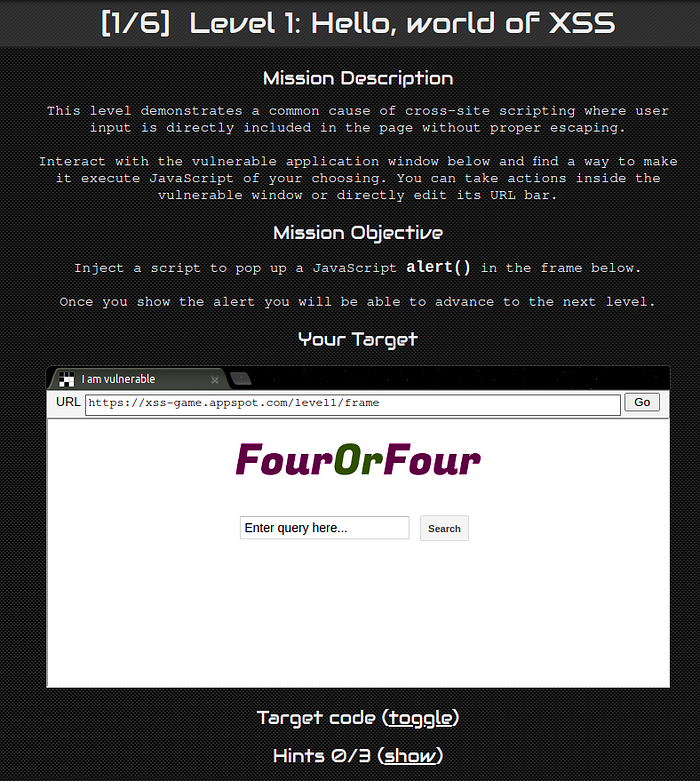 [1/6] Level 1: Hello, world of XSS
Mission Description
This level demonstrates a common cause of cross-site scripting where user
input is directly included in the page without proper escaping.
Interact with the vulnerable application window below and find a way to make
it execute JavaScript of your choosing. You can take actions inside the
vulnerable window or directly edit its URL bar.
Mission Objective
Inject a script to pop up a JavaScript alert() in the frame below.
Once you show the alert you will be able to advance to the next level.
Your Target
I am vulnerable
URL https://xss-game.appspot.com/level1/frame Go
FourOrFour
Enter query here... Search
Target code (toggle)
Hints 0/3 (show)